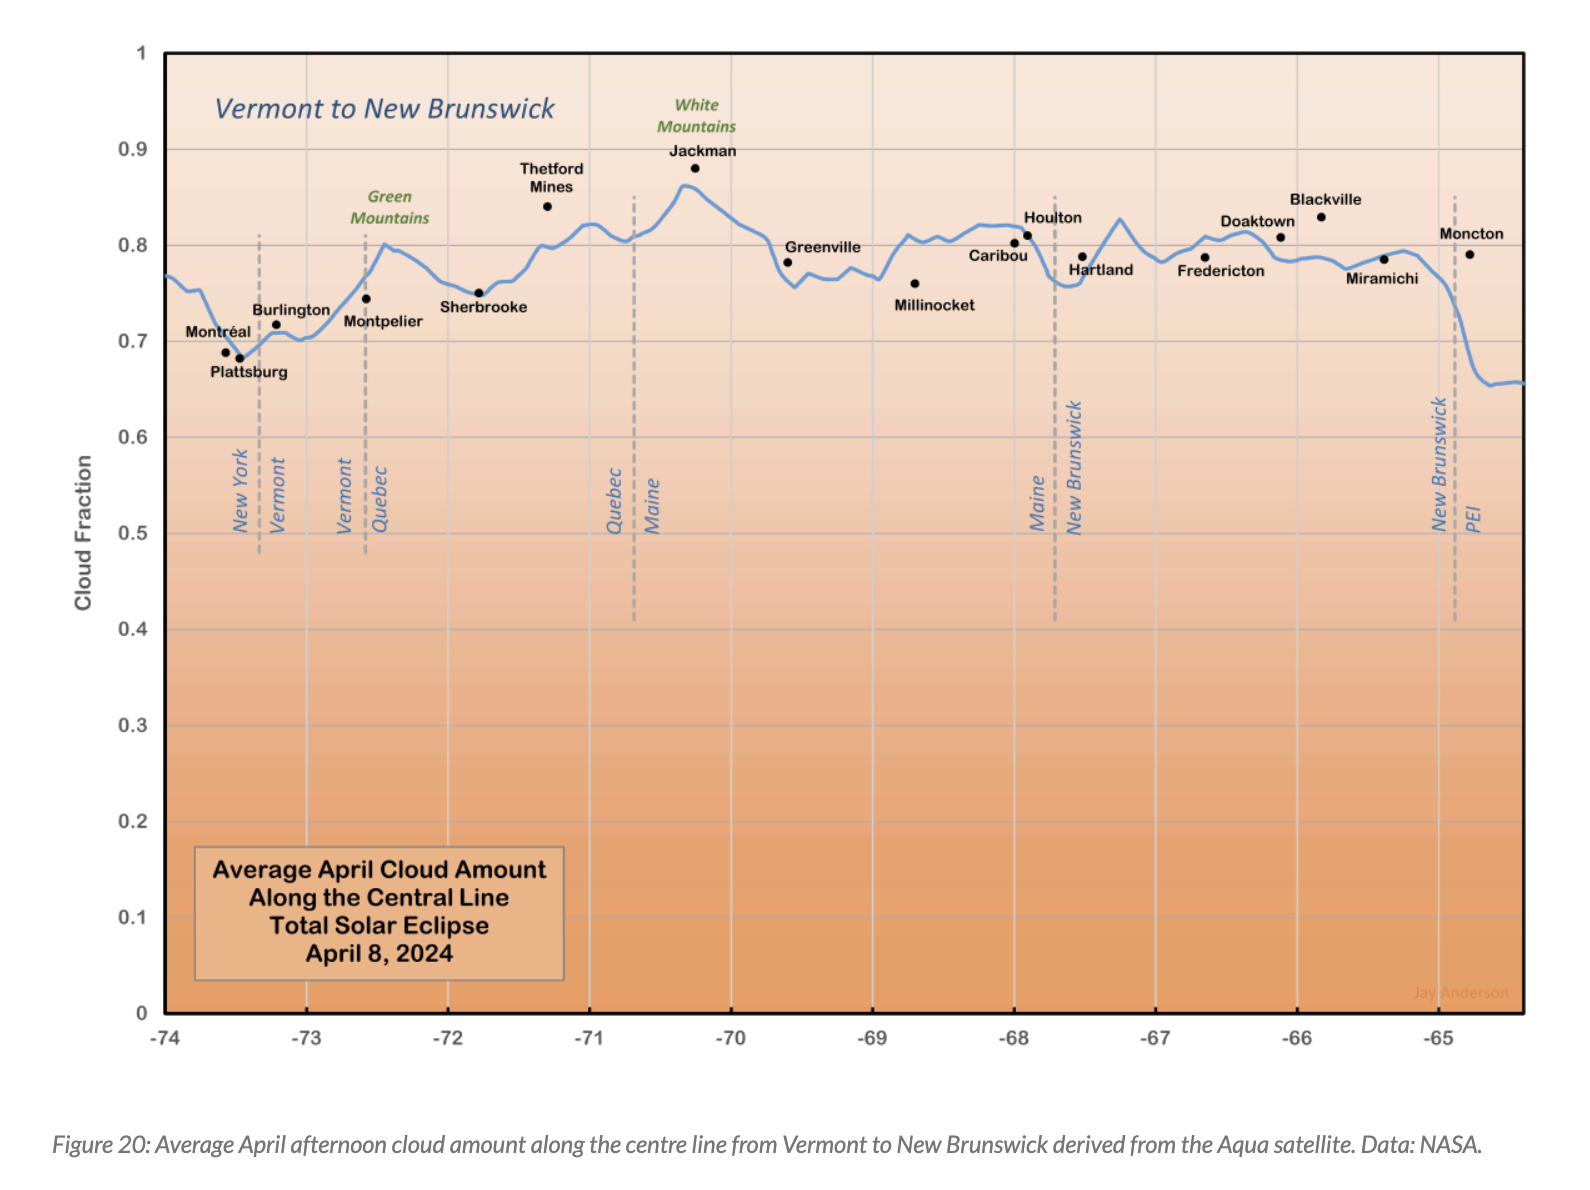 1
0.9
0.8
0.7
0.6
0.5
0.4
0.3
0.2
0.1
0
Cloud Fraction
Vermont to New Brunswick
White
Mountains
Jackman
Thetford
Mines
Green
Mountains
Blackville
Houlton
Doaktown
Moncton
Greenville
Caribou
Hartland
Fredericton
Miramichi
Millinocket
Sherbrooke
Burlington
Montpelier
Montréal
Plattsburg
New York
Vermont
Vermont
Quebec
Quebec
Maine
Maine
New Brunswick
New Brunswick
PEI
Average April Cloud Amount
Along the Central Line
Total Solar Eclipse
April 8, 2024
Jay Anderson
-74
-73
-72
-71
-70
-69
-68
-67
-66
-65
Figure 20: Average April afternoon cloud amount along the centre line from Vermont to New Brunswick derived from the Aqua satellite. Data: NASA.